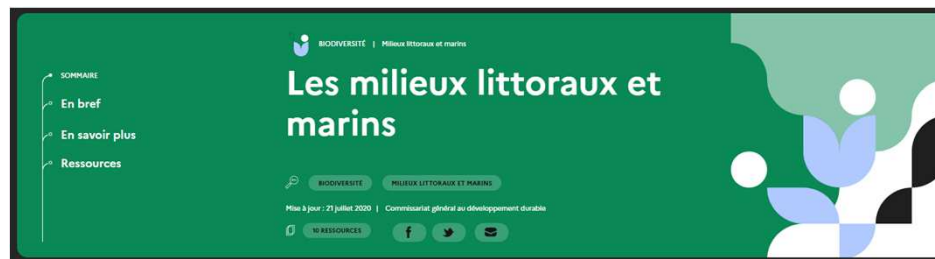 BIODIVERSITÉ | Milieux littoraux et marins
SOMMAIRE
En bref
En savoir plus
Ressources
Les milieux littoraux et
marins
BIODIVERSITÉ MILIEUX LITTORAUX ET MARINS
Mise à jour : 21 juillet 2020 | Commissariat général au développement durable
10 RESSOURCES